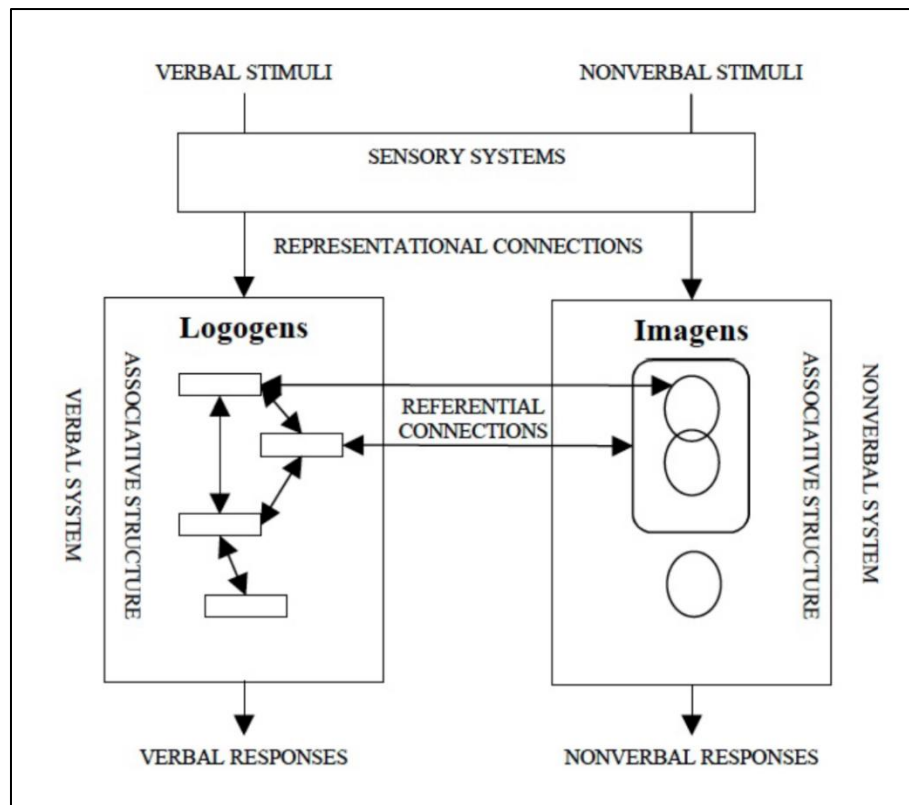 VERBAL STIMULI
NONVERBAL STIMULI
SENSORY SYSTEMS
REPRESENTATIONAL CONNECTIONS
Logogens
Imagens
VERBAL SYSTEM
ASSOCIATIVE STRUCTURE
REFERENTIAL
CONNECTIONS
ASSOCIATIVE STRUCTURE
NONVERBAL SYSTEM
VERBAL RESPONSES
NONVERBAL RESPONSES